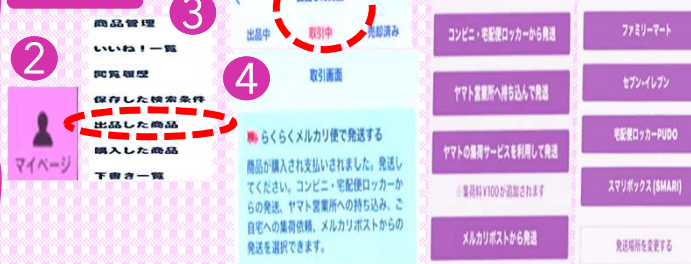 2
マイページ
3
商品管理
いいね！一覧
閲覧履歴
保存した検索条件
出品した商品
購入した商品
下書き一覧
出品中
取引中
売却済み
4
取引画面
らくらくメルカリ便で発送する
商品が購入され支払いされました。発送し
てください。コンビニ・宅配便ロッカーか
らの発送、ヤマト営業所への持ち込み、ご
自宅への集荷依頼、メルカリポストからの
発送を選択できます。
コンビニ・宅配便ロッカーから発送
ヤマト営業所へ持ち込んで発送
ヤマトの集荷サービスを利用して発送
※集荷料¥100が追加されます
メルカリポストから発送
ファミリーマート
セブン-イレブン
宅配便ロッカーPUDO
スマリボックス(SMARI)
発送場所を変更する